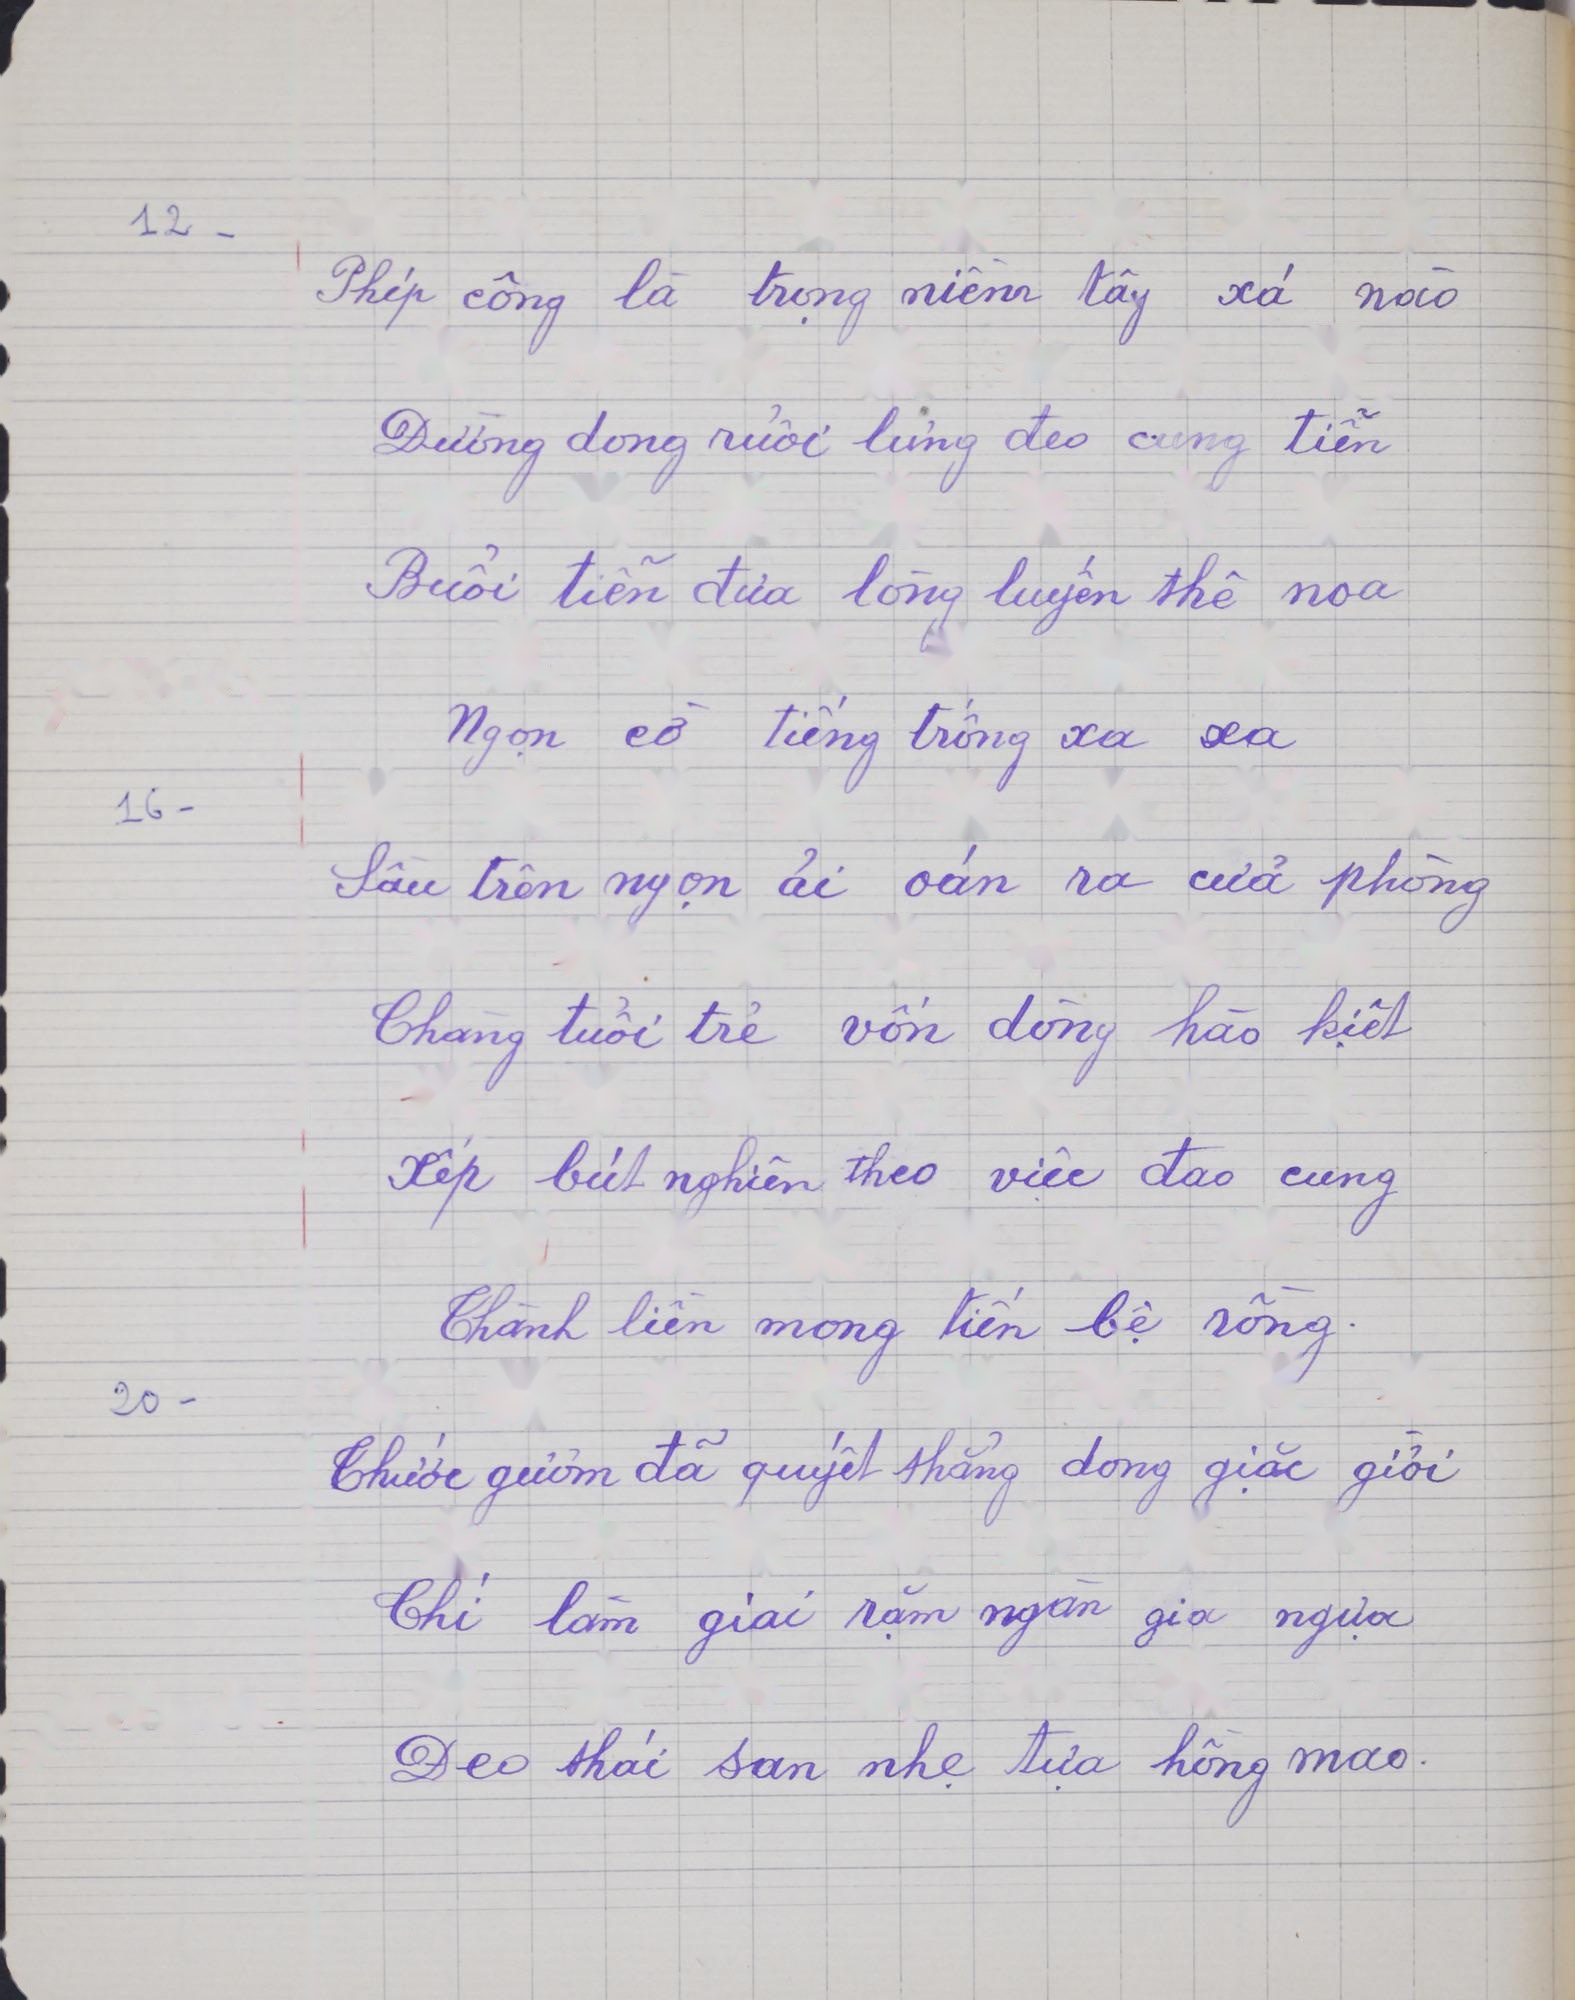 12 -
Phép công là trọng niềm tây xá nào
Đường dong ruổi lưng đeo cung tiễn
Buổi tiễn đưa lòng luyến thê noa
Ngọn cờ tiếng trống xa xa
16 -
Sầu trên ngọn ải oán ra cửa phòng
Chàng tuổi trẻ vốn dòng hào kiệt
Xếp bút nghiên theo việc đao cung
Thành liền mong tiến bệ rồng.
20 -
Thước gươm đã quyết thẳng dong giặc giời
Chí làm giai rặm ngàn gia ngựa
Deo thái san nhẹ tựa hồng mao.